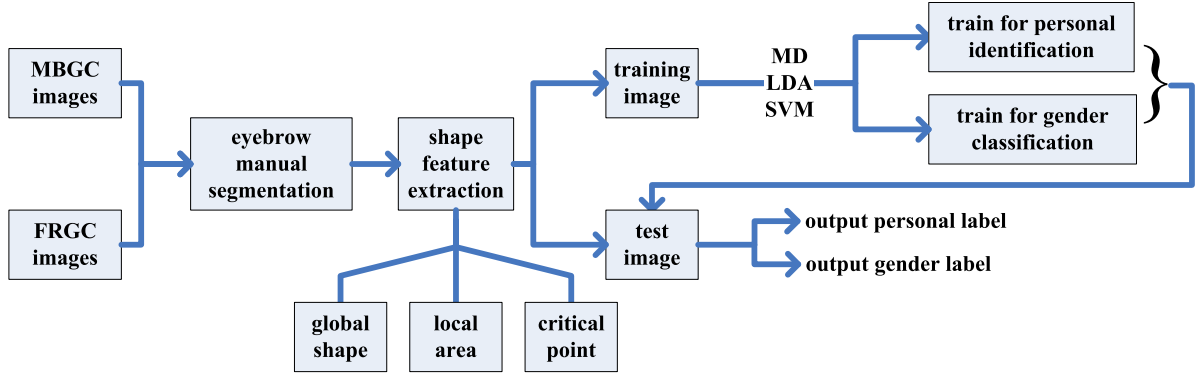 MBGC
images
FRGC
images
eyebrow
manual
segmentation
shape
feature
extraction
global
shape
local
area
critical
point
training
image
MD
LDA
SVM
train for personal
identification
train for gender
classification
test
image
output personal label
output gender label